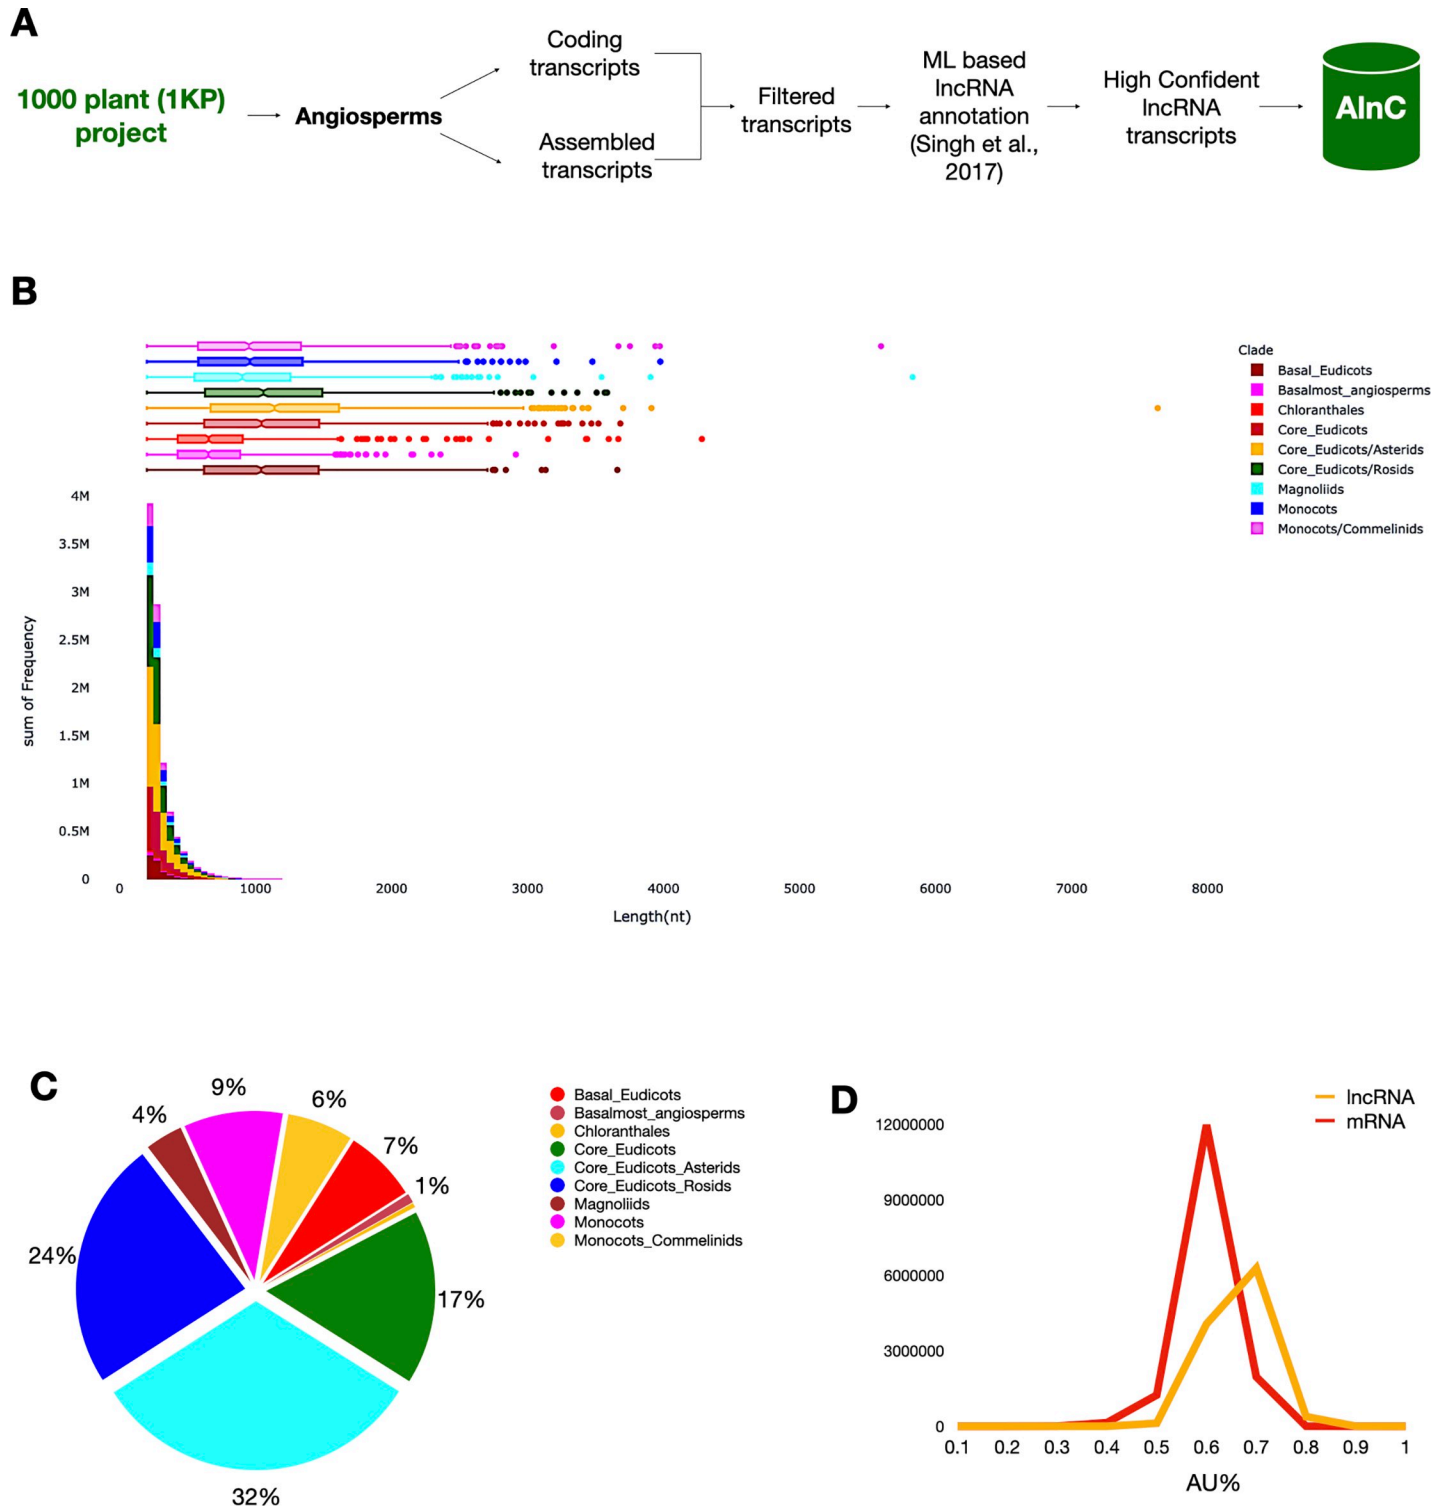 A
1000 plant (1KP)
project
Angiosperms
Coding
transcripts
Assembled
transcripts
Filtered
transcripts
ML based
lncRNA
annotation
(Singh et al.,
2017)
High Confident
lncRNA
transcripts
AlnC
B
Clade
Basal_Eudicots
Basalmost_angiosperms
Chloranthales
Core_Eudicots
Core_Eudicots/Asterids
Core_Eudicots/Rosids
Magnoliids
Monocots
Monocots/Commelinids
4M
3.5M
3M
2.5M
2M
1.5M
1M
0.5M
0
sum of Frequency
0 1000 2000 3000 4000 5000 6000 7000 8000
Length(nt)
C
9%
6%
4%
7%
1%
24%
17%
32%
Basal_Eudicots
Basalmost_angiosperms
Chloranthales
Core_Eudicots
Core_Eudicots_Asterids
Core_Eudicots_Rosids
Magnoliids
Monocots
Monocots_Commelinids
D
lncRNA
mRNA
12000000
9000000
6000000
3000000
0
0.1 0.2 0.3 0.4 0.5 0.6 0.7 0.8 0.9 1
AU%